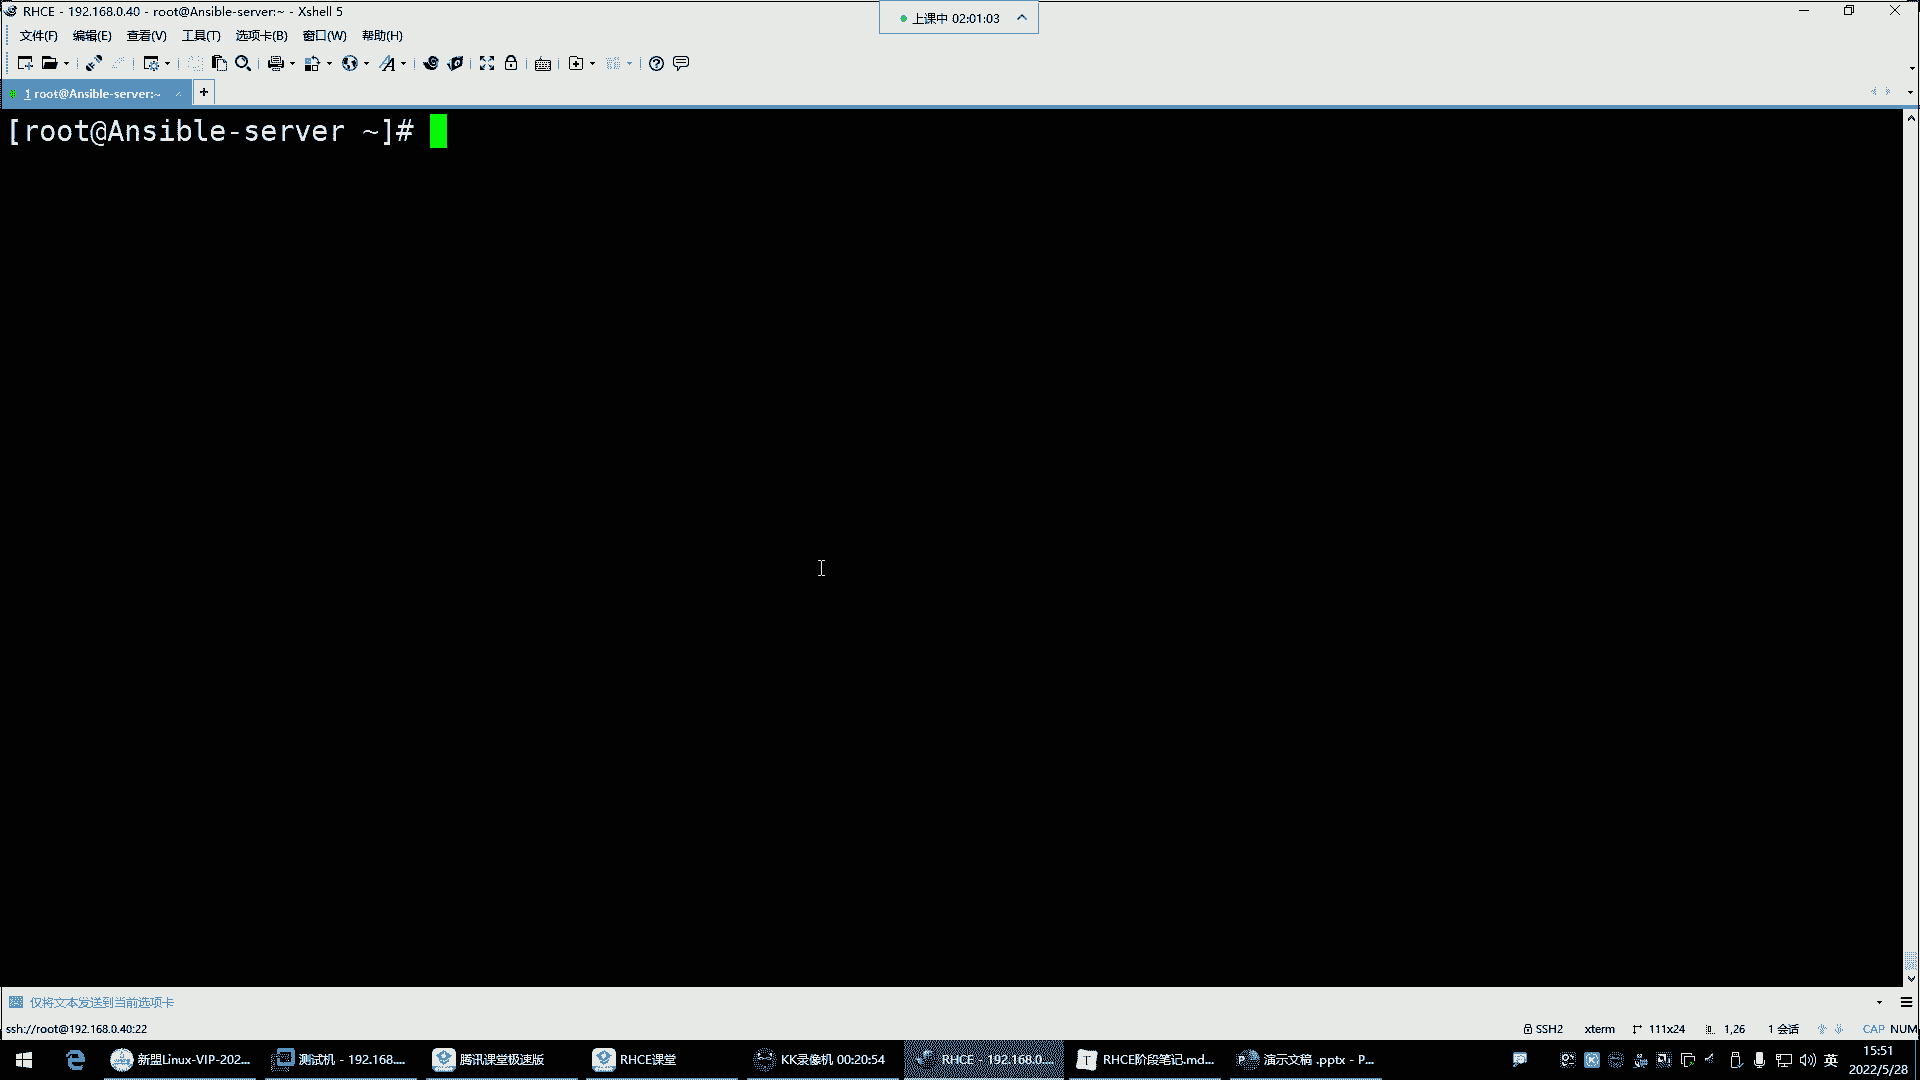 RHCE - 192.168.0.40 - root@Ansible-server:~ - Xshell 5
上课中 02:01:03
文件(F) 编辑(E) 查看(V) 工具(T) 选项卡(B) 窗口(W) 帮助(H)
1 root@Ansible-server:~
[root@Ansible-server ~]#
仅将文本发送到当前选项卡
ssh://root@192.168.0.40:22
SSH2 xterm 111x24 1,26 1 会话 CAP NUM
新盟Linux-VIP-202... 测试机 - 192.168.... 腾讯课堂极速版 RHCE课堂 KK录像机 00:20:54 RHCE - 192.168.0.... RHCE阶段笔记.md... 演示文稿 .pptx - P... 英 15:51
2022/5/28